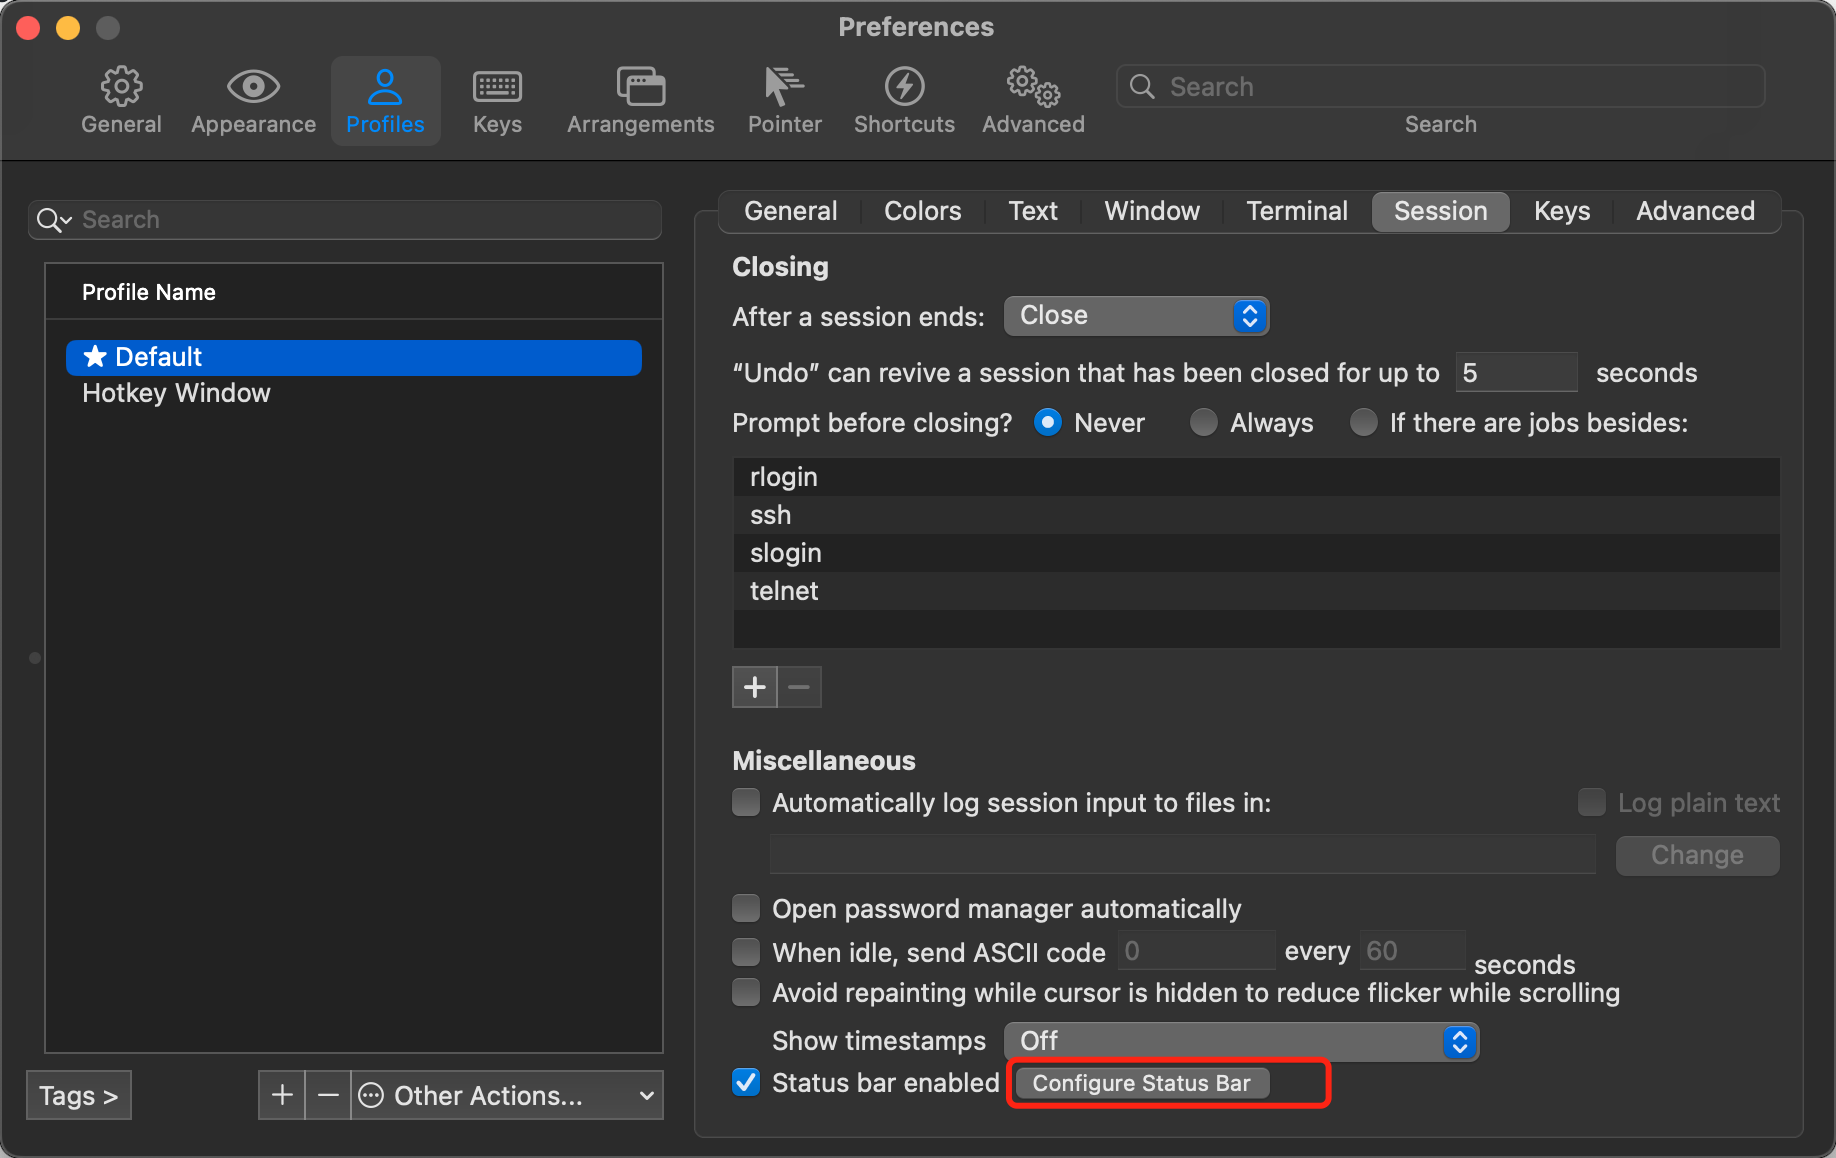 Preferences
General Appearance Profiles Keys Arrangements Pointer Shortcuts Advanced Search
Search
Search
Profile Name
Default
Hotkey Window
Tags >
Other Actions...
General Colors Text Window Terminal Session Keys Advanced
Closing
After a session ends: Close
“Undo” can revive a session that has been closed for up to 5 seconds
Prompt before closing? Never Always If there are jobs besides:
rlogin
ssh
slogin
telnet
Miscellaneous
Automatically log session input to files in: Log plain text
Change
Open password manager automatically
When idle, send ASCII code 0 every 60 seconds
Avoid repainting while cursor is hidden to reduce flicker while scrolling
Show timestamps Off
Status bar enabled Configure Status Bar